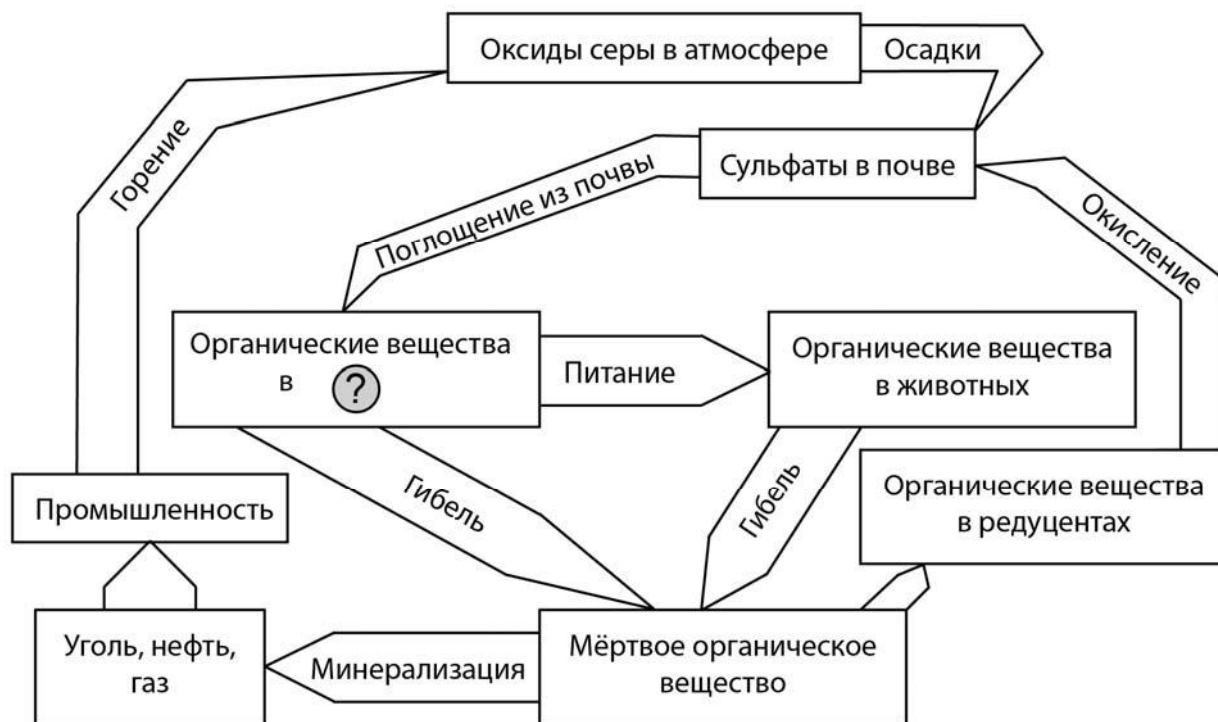 Оксиды серы в атмосфере
Осадки
Горение
Сульфаты в почве
Поглощение из почвы
Окисление
Органические вещества
в ?
Питание
Органические вещества
в животных
Гибель
Гибель
Промышленность
Органические вещества
в редуцентах
Уголь, нефть,
газ
Минерализация
Мёртвое органическое
вещество